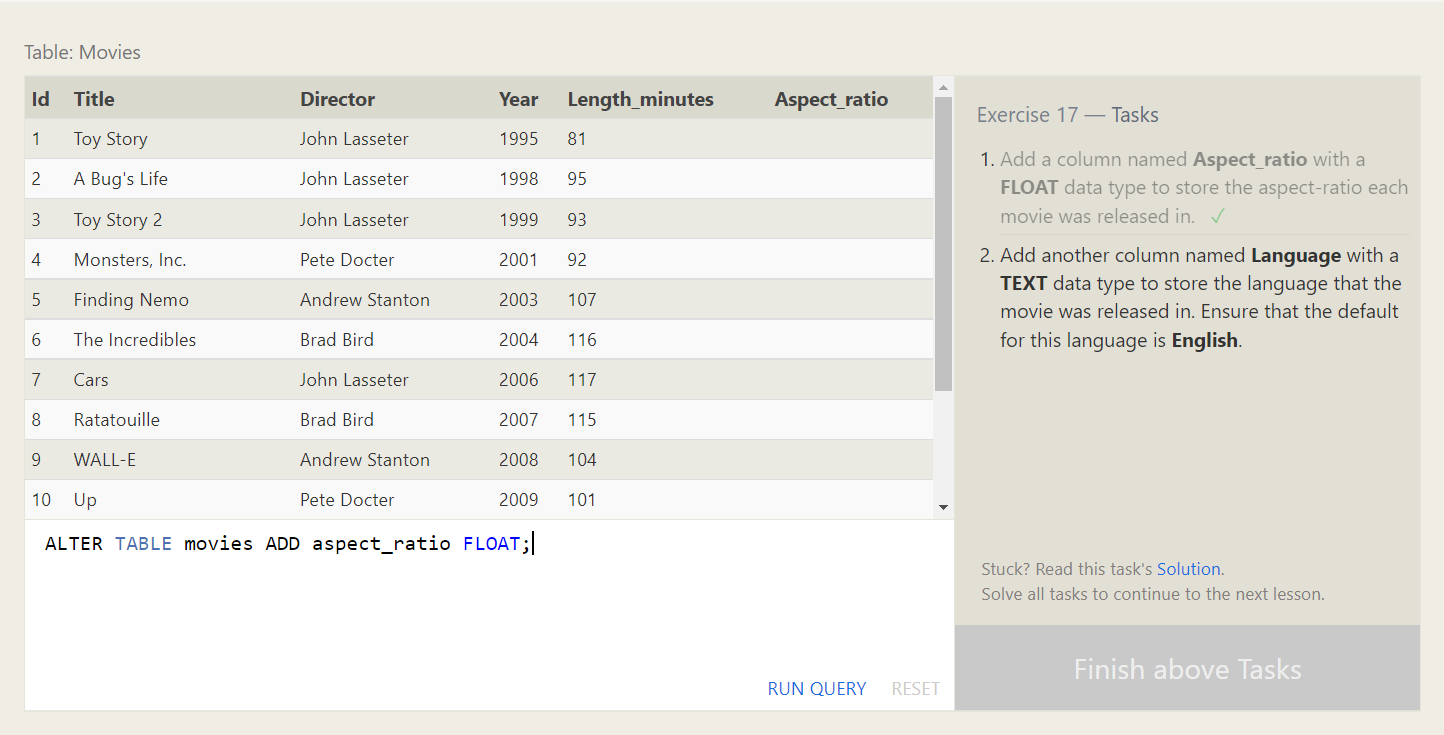 Table: Movies
Id Title Director Year Length_minutes Aspect_ratio
1 Toy Story John Lasseter 1995 81
2 A Bug's Life John Lasseter 1998 95
3 Toy Story 2 John Lasseter 1999 93
4 Monsters, Inc. Pete Docter 2001 92
5 Finding Nemo Andrew Stanton 2003 107
6 The Incredibles Brad Bird 2004 116
7 Cars John Lasseter 2006 117
8 Ratatouille Brad Bird 2007 115
9 WALL-E Andrew Stanton 2008 104
10 Up Pete Docter 2009 101
ALTER TABLE movies ADD aspect_ratio FLOAT;
RUN QUERY RESET
Exercise 17 — Tasks
1. Add a column named Aspect_ratio with a
FLOAT data type to store the aspect-ratio each
movie was released in. ✓
2. Add another column named Language with a
TEXT data type to store the language that the
movie was released in. Ensure that the default
for this language is English.
Stuck? Read this task's Solution.
Solve all tasks to continue to the next lesson.
Finish above Tasks